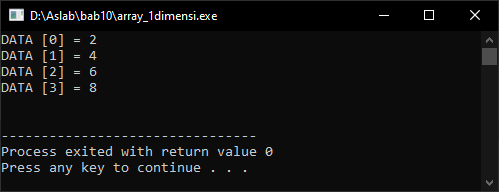 D:\Aslab\bab10\array_1dimensi.exe
DATA [0] = 2
DATA [1] = 4
DATA [2] = 6
DATA [3] = 8
--------------------------------
Process exited with return value 0
Press any key to continue . . .